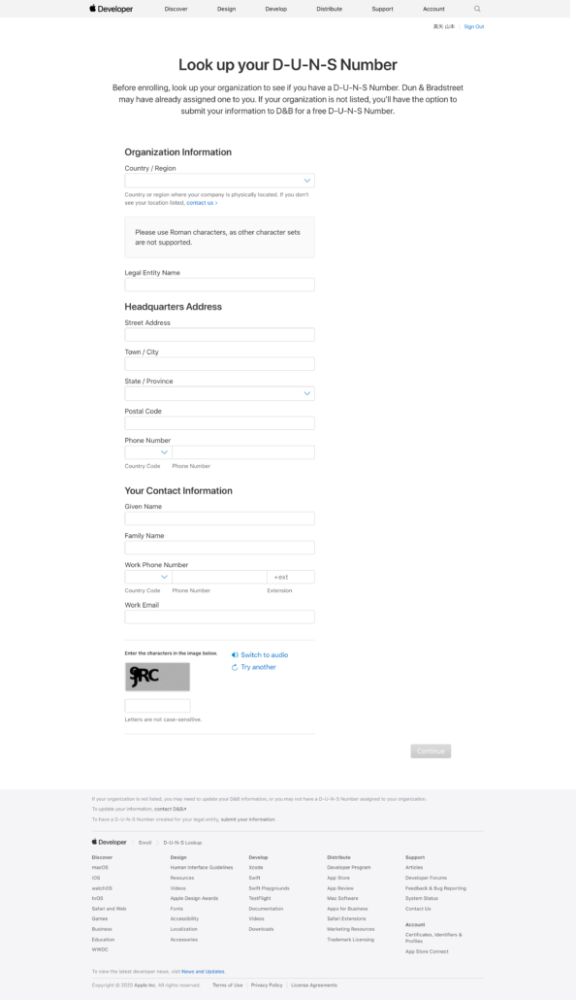 Developer
Discover
Design
Develop
Distribute
Support
Account
真矢 山本
Sign Out
Look up your D-U-N-S Number
Before enrolling, look up your organization to see if you have a D-U-N-S Number. Dun & Bradstreet
may have already assigned one to you. If your organization is not listed, you'll have the option to
submit your information to D&B for a free D-U-N-S Number.
Organization Information
Country / Region
Country or region where your company is physically located. If you don't
see your location listed, contact us ›
Please use Roman characters, as other character sets
are not supported.
Legal Entity Name
Headquarters Address
Street Address
Town / City
State / Province
Postal Code
Phone Number
Country Code Phone Number
Your Contact Information
Given Name
Family Name
Work Phone Number
+ext
Country Code Phone Number Extension
Work Email
Enter the characters in the image below.
Switch to audio
Try another
Letters are not case-sensitive.
Continue
If your organization is not listed, you may need to update your D&B information, or you may not have a D-U-N-S Number assigned to your organization.
To update your information, contact D&B↗
To have a D-U-N-S Number created for your legal entity, submit your information
Developer Enroll D-U-N-S Lookup
Discover
macOS
iOS
watchOS
tvOS
Safari and Web
Games
Business
Education
WWDC
Design
Human Interface Guidelines
Resources
Videos
Apple Design Awards
Fonts
Accessibility
Localization
Accessories
Develop
Xcode
Swift
Swift Playgrounds
TestFlight
Documentation
Videos
Downloads
Distribute
Developer Program
App Store
App Review
Mac Software
Apps for Business
Safari Extensions
Marketing Resources
Trademark Licensing
Support
Articles
Developer Forums
Feedback & Bug Reporting
System Status
Contact Us
Account
Certificates, Identifiers &
Profiles
App Store Connect
To view the latest developer news, visit News and Updates.
Copyright © 2020 Apple Inc. All rights reserved. Terms of Use Privacy Policy License Agreements